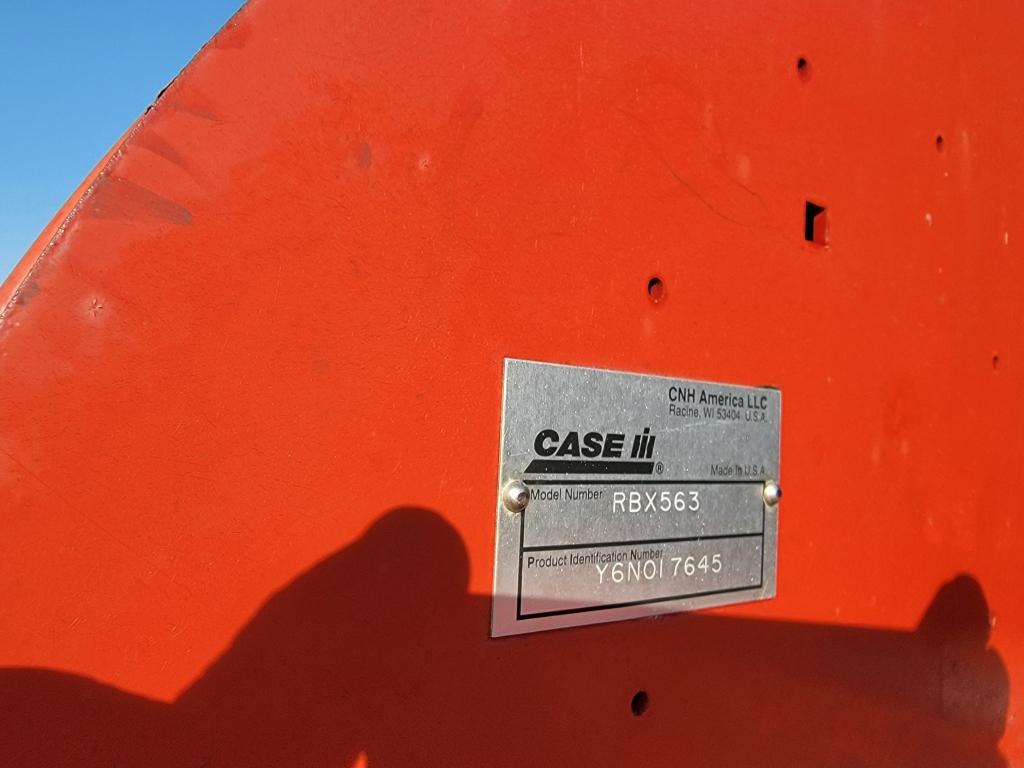 CNH America LLC
Racine, WI 53404 U.S.A.
CASE IH®
Made In U.S.A.
Model Number RBX563
Product Identification Number
Y6N017645